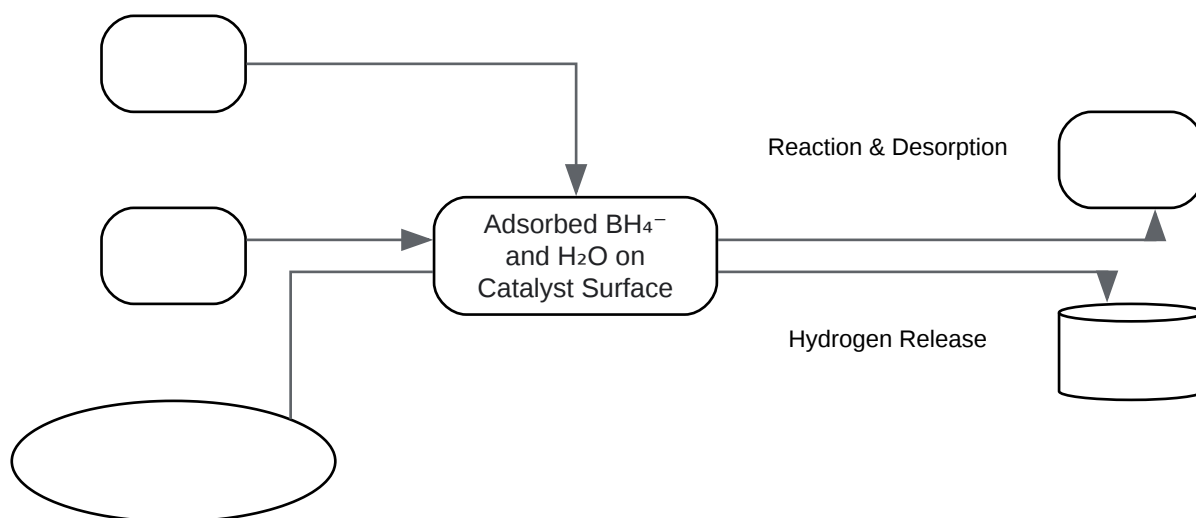 Reaction & Desorption
Adsorbed BH₄⁻
and H₂O on
Catalyst Surface
Hydrogen Release